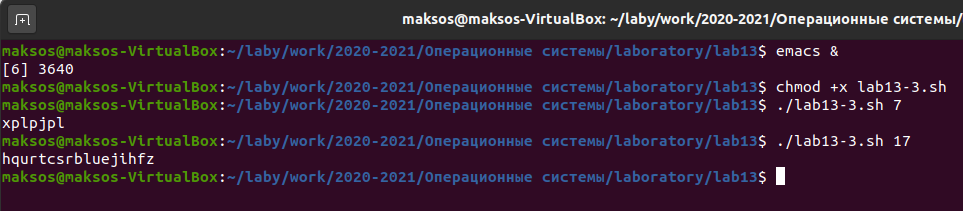 maksos@maksos-VirtualBox: ~/laby/work/2020-2021/Операционные системы/
maksos@maksos-VirtualBox:~/laby/work/2020-2021/Операционные системы/laboratory/lab13$ emacs &
[6] 3640
maksos@maksos-VirtualBox:~/laby/work/2020-2021/Операционные системы/laboratory/lab13$ chmod +x lab13-3.sh
maksos@maksos-VirtualBox:~/laby/work/2020-2021/Операционные системы/laboratory/lab13$ ./lab13-3.sh 7
xplpjpl
maksos@maksos-VirtualBox:~/laby/work/2020-2021/Операционные системы/laboratory/lab13$ ./lab13-3.sh 17
hqurtcsrbluejihfz
maksos@maksos-VirtualBox:~/laby/work/2020-2021/Операционные системы/laboratory/lab13$